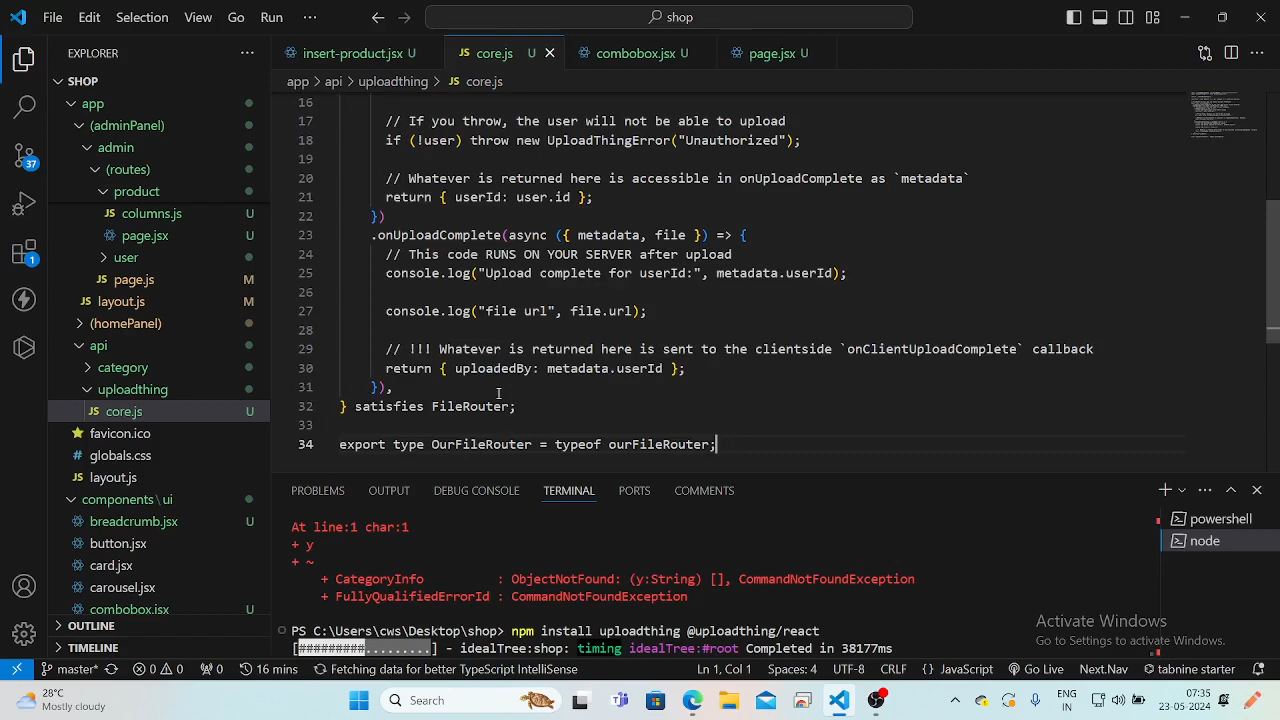 File Edit Selection View Go Run ··· shop
EXPLORER ···
SHOP
app
(adminPanel)
admin
(routes)
product
columns.js U
page.jsx U
user
page.js M
layout.js M
(homePanel)
api
category
uploadthing
core.js U
favicon.ico
globals.css
layout.js
components\ui
breadcrumb.jsx U
button.jsx
card.jsx
carousel.jsx
combobox.jsx U
OUTLINE
TIMELINE
37
1
insert-product.jsx U core.js U combobox.jsx U page.jsx U
app > api > uploadthing > core.js
16
17 // If you throw, the user will not be able to upload
18 if (!user) throw new UploadThingError("Unauthorized");
19
20 // Whatever is returned here is accessible in onUploadComplete as `metadata`
21 return { userId: user.id };
22 })
23 .onUploadComplete(async ({ metadata, file }) => {
24 // This code RUNS ON YOUR SERVER after upload
25 console.log("Upload complete for userId:", metadata.userId);
26
27 console.log("file url", file.url);
28
29 // !!! Whatever is returned here is sent to the clientside `onClientUploadComplete` callback
30 return { uploadedBy: metadata.userId };
31 }),
32 } satisfies FileRouter;
33
34 export type OurFileRouter = typeof ourFileRouter;
PROBLEMS OUTPUT DEBUG CONSOLE TERMINAL PORTS COMMENTS
At line:1 char:1
+ y
+ ~
+ CategoryInfo : ObjectNotFound: (y:String) [], CommandNotFoundException
+ FullyQualifiedErrorId : CommandNotFoundException
PS C:\Users\cws\Desktop\shop> npm install uploadthing @uploadthing/react
[#########.........] - idealTree:shop: timing idealTree:#root Completed in 38177ms
powershell
node
Activate Windows
Go to Settings to activate Windows.
master* 0 0 0 16 mins Fetching data for better TypeScript IntelliSense Ln 1, Col 1 Spaces: 4 UTF-8 CRLF {} JavaScript Go Live Next.Nav tabnine starter
28°C
Mostly cloudy
Search
ENG
IN
07:35
23-05-2024